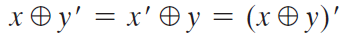 x ⊕ y′ = x′ ⊕ y = (x ⊕ y)′